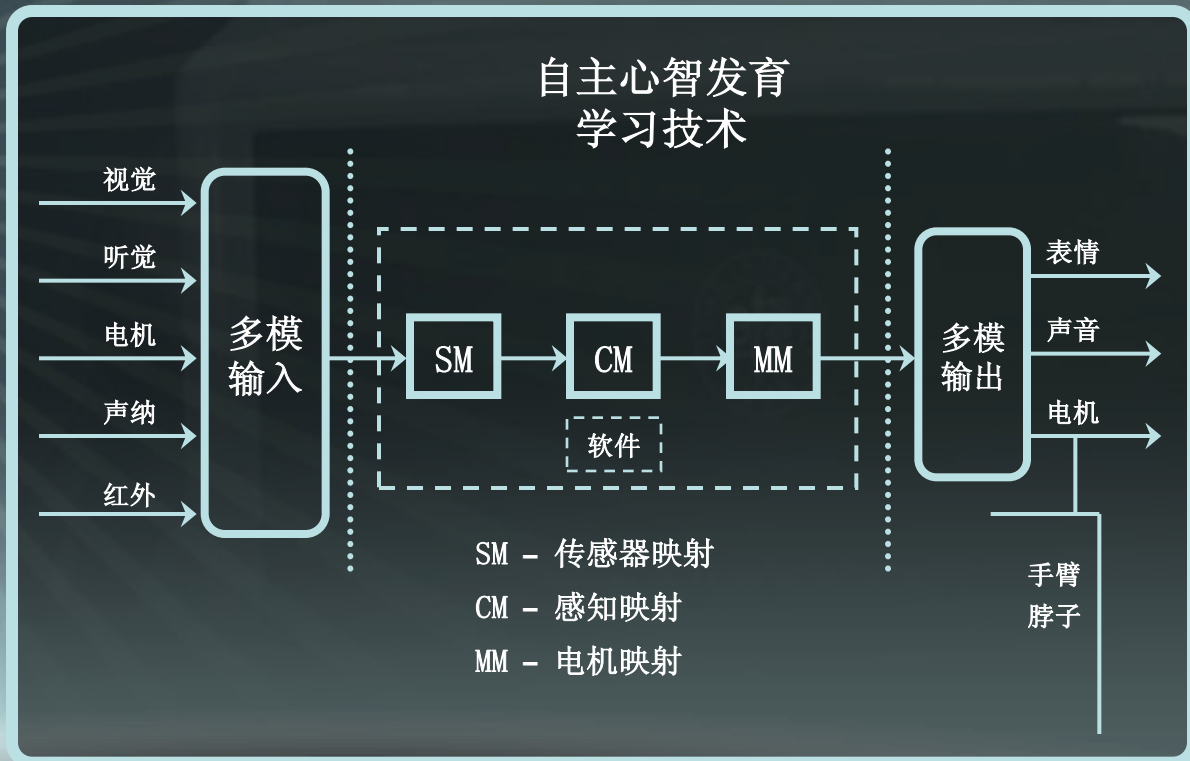 自主心智发育
学习技术
视觉
听觉
电机
声纳
红外
多模
输入
SM
CM
MM
软件
多模
输出
表情
声音
电机
手臂
脖子
SM – 传感器映射
CM – 感知映射
MM – 电机映射